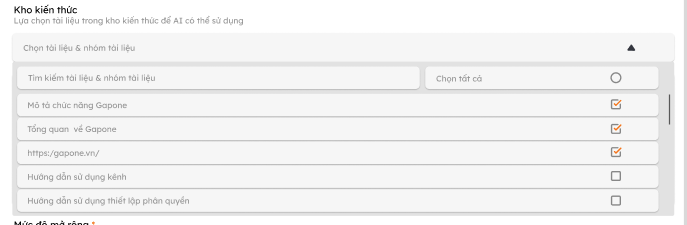 Kho kiến thức
Lựa chọn tài liệu trong kho kiến thức để AI có thể sử dụng
Chọn tài liệu & nhóm tài liệu
Tìm kiếm tài liệu & nhóm tài liệu
Chọn tất cả
Mô tả chức năng Gapone
Tổng quan về Gapone
https:/gapone.vn/
Hướng dẫn sử dụng kênh
Hướng dẫn sử dụng thiết lập phân quyền
Mức độ mở rộng *